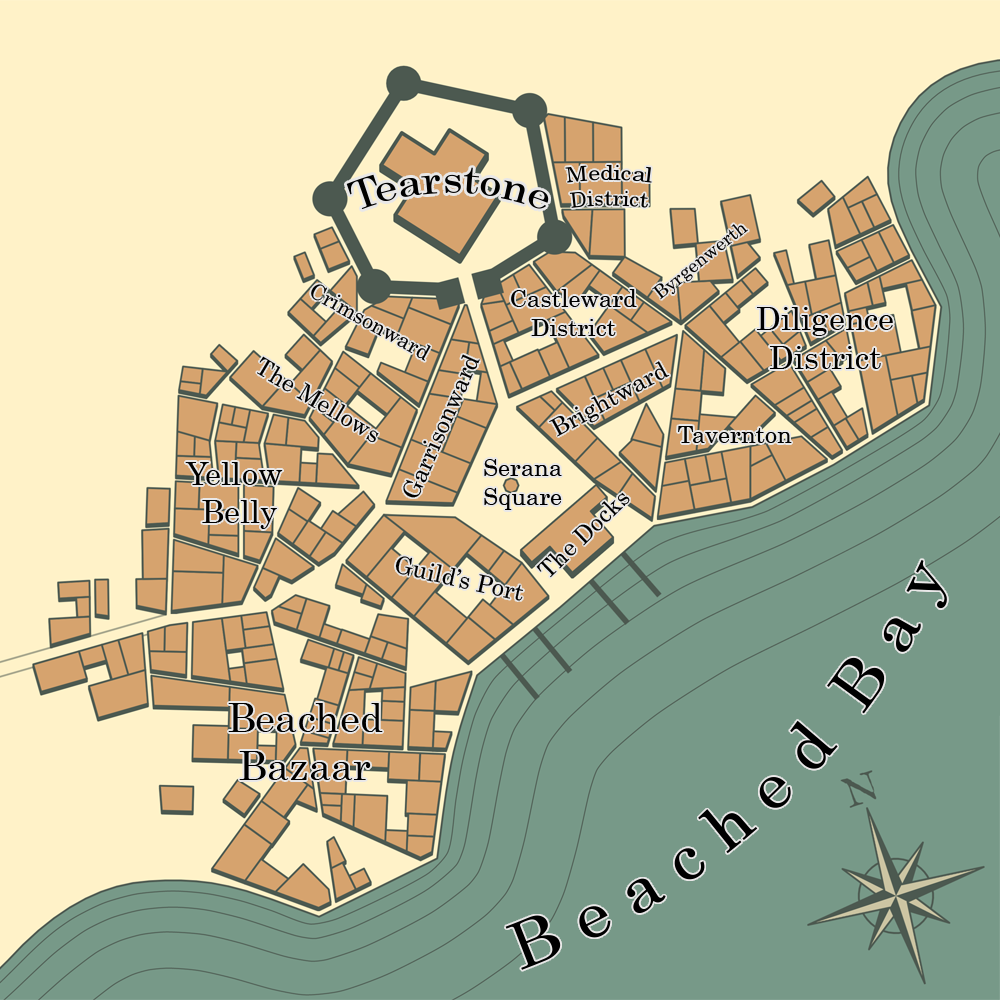 Tearstone
Medical
District
Byrgenwerth
Crimsonward
Castleward
District
Diligence
District
The Mellows
Garrisonward
Brightward
Tavernton
Yellow
Belly
Serana
Square
The Docks
Guild's Port
Beached
Bazaar
Beached Bay
N